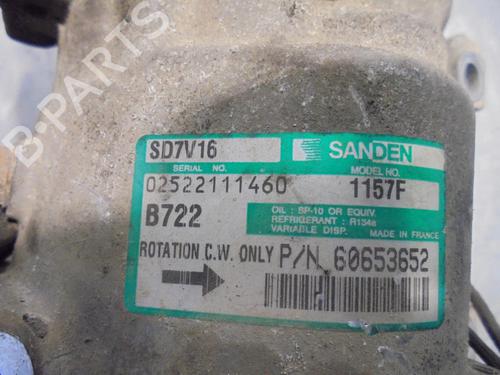 B-PARTS
SD7V16
SANDEN
SERIAL NO.
MODEL NO.
02522111460
1157F
B722
OIL : SP-10 OR EQUIV.
REFRIGERANT : R134a
VARIABLE DISP.
MADE IN FRANCE
ROTATION C.W. ONLY
P/N 60653652